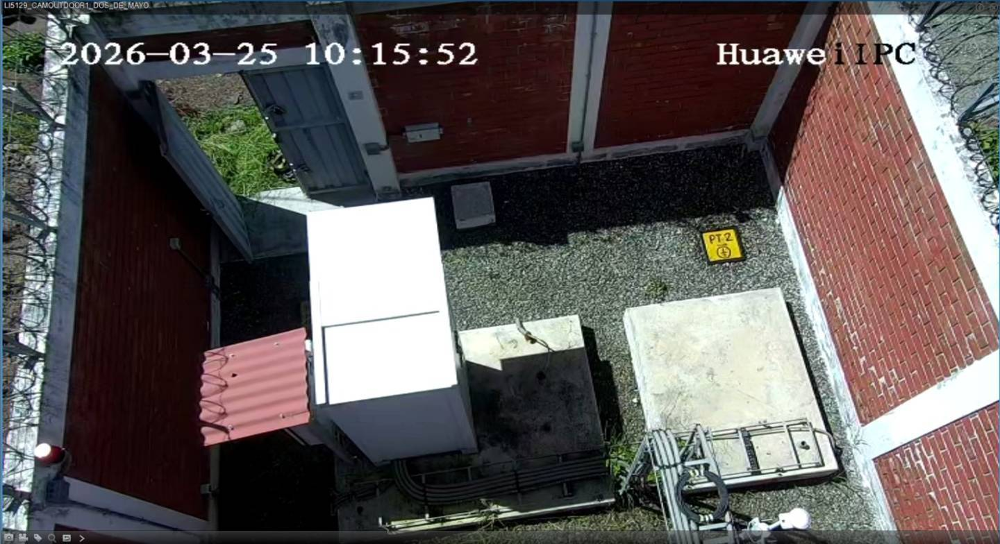 LI5129_CAMOUTDOOR1_DOS_DE_MAYO
2026-03-25 10:15:52
HuaweiIPC
PT-2